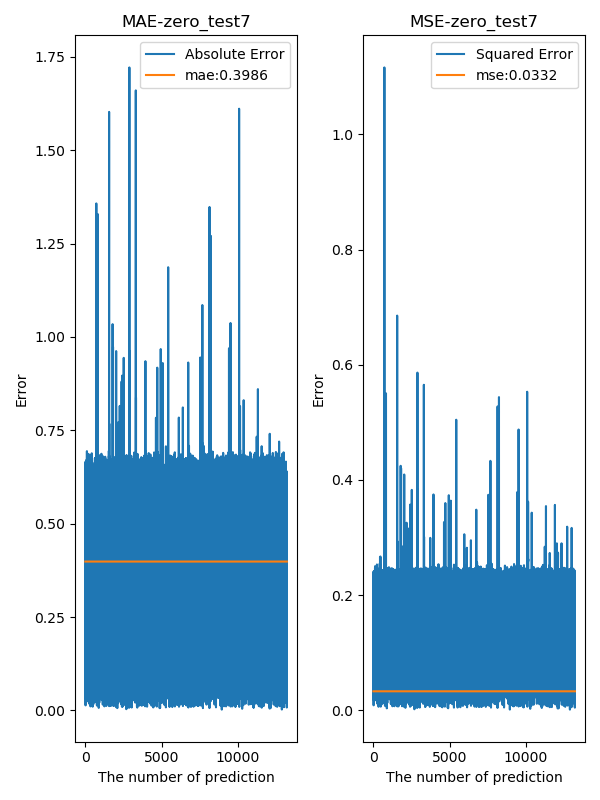 MAE-zero_test7
Absolute Error
mae:0.3986
1.75
1.50
1.25
1.00
0.75
0.50
0.25
0.00
Error
0
5000
10000
The number of prediction
MSE-zero_test7
Squared Error
mse:0.0332
1.0
0.8
0.6
0.4
0.2
0.0
Error
0
5000
10000
The number of prediction